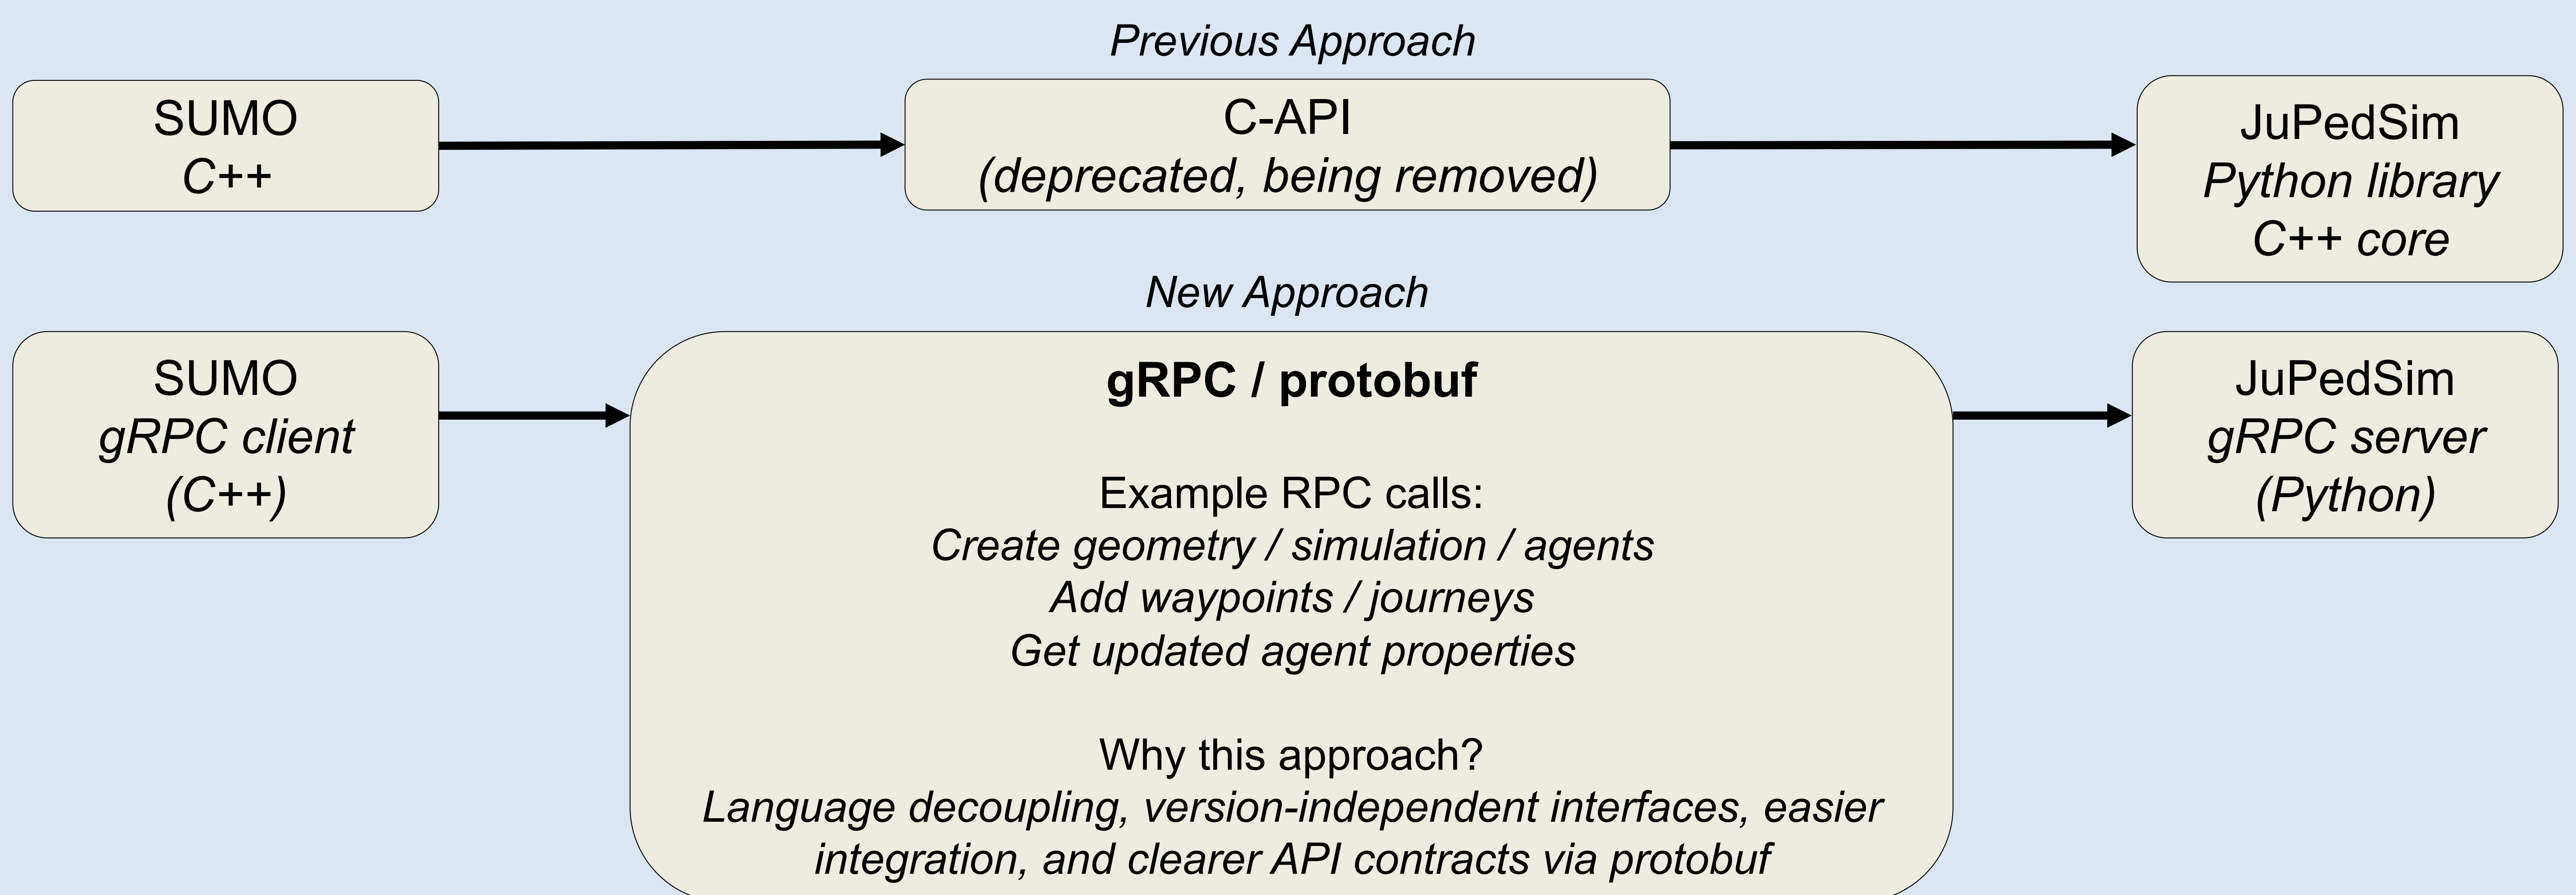 Previous Approach
SUMO
C++
C-API
(deprecated, being removed)
JuPedSim
Python library
C++ core
New Approach
SUMO
gRPC client
(C++)
gRPC / protobuf
Example RPC calls:
Create geometry / simulation / agents
Add waypoints / journeys
Get updated agent properties
Why this approach?
Language decoupling, version-independent interfaces, easier
integration, and clearer API contracts via protobuf
JuPedSim
gRPC server
(Python)